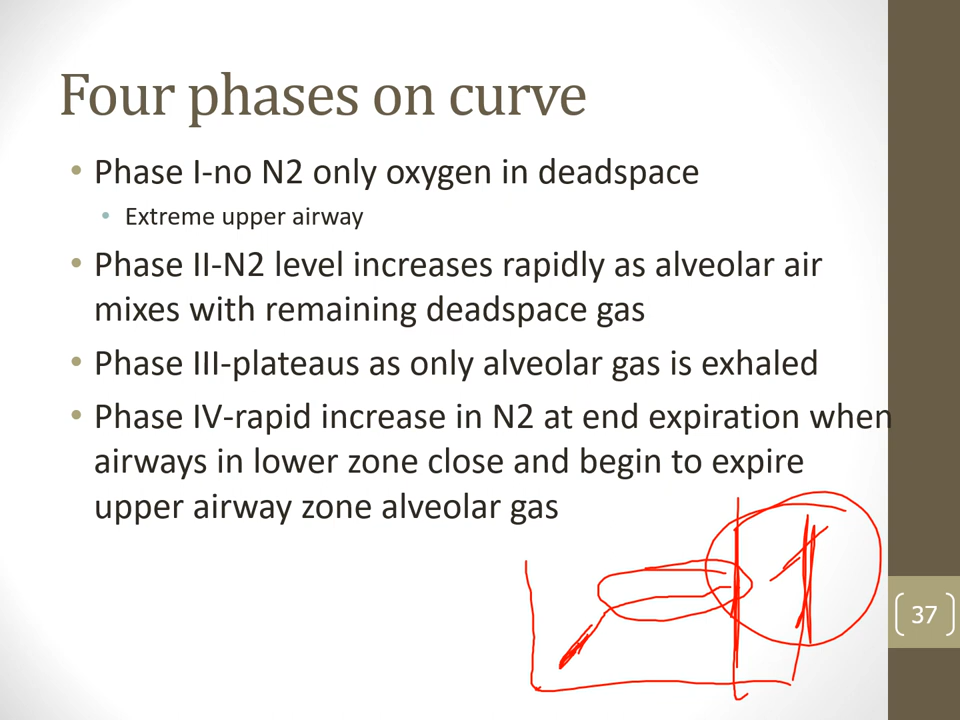 Four phases on curve
• Phase I-no N2 only oxygen in deadspace
• Extreme upper airway
• Phase II-N2 level increases rapidly as alveolar air
mixes with remaining deadspace gas
• Phase III-plateaus as only alveolar gas is exhaled
• Phase IV-rapid increase in N2 at end expiration when
airways in lower zone close and begin to expire
upper airway zone alveolar gas
37